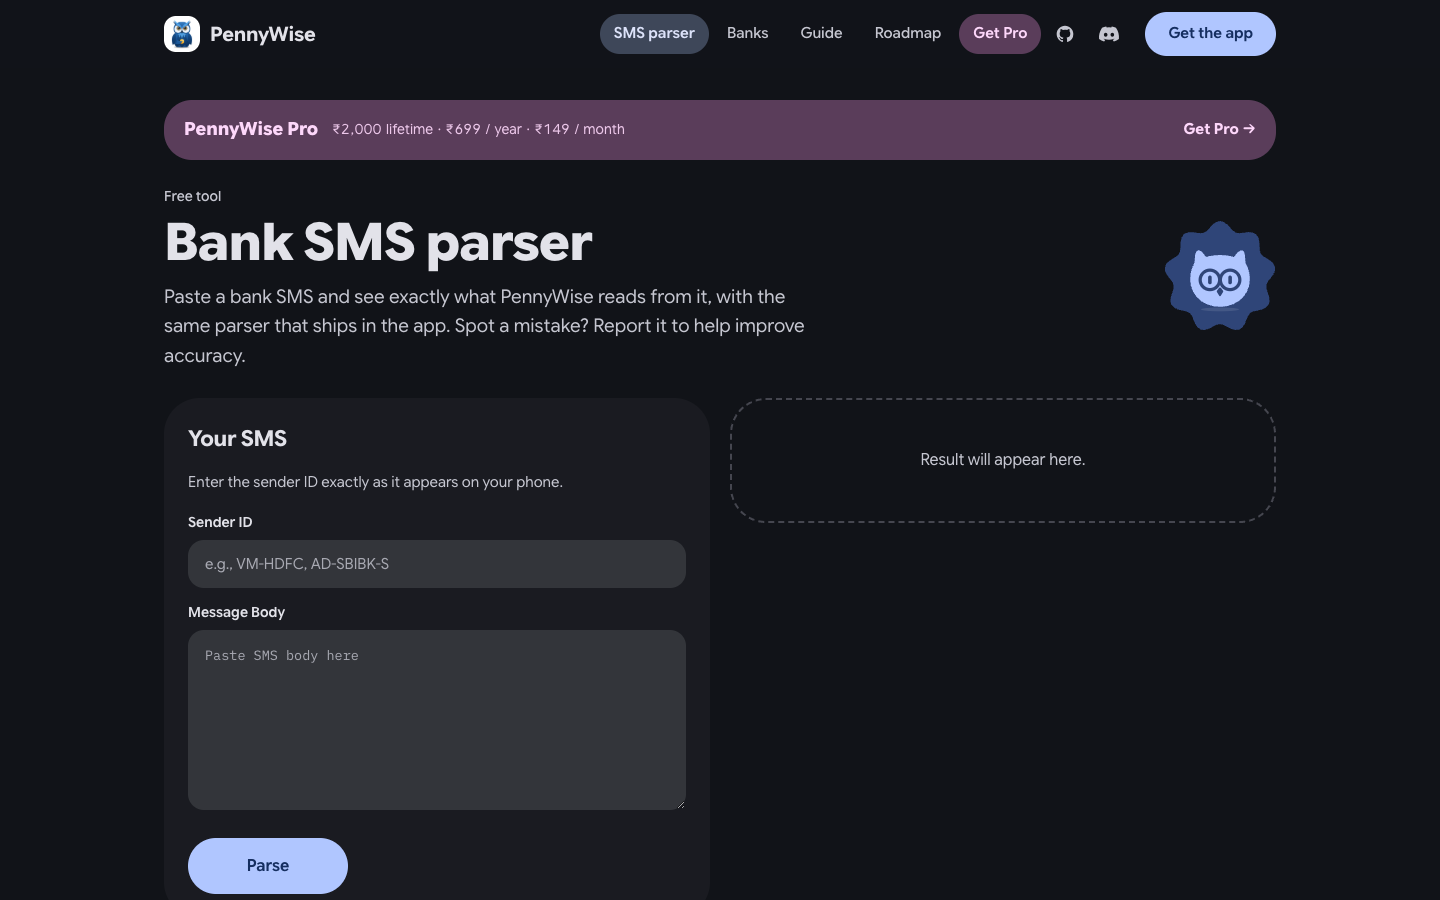 PennyWise
SMS parser
Banks
Guide
Roadmap
Get Pro
Get the app
PennyWise Pro ₹2,000 lifetime · ₹699 / year · ₹149 / month
Get Pro →
Free tool
Bank SMS parser
Paste a bank SMS and see exactly what PennyWise reads from it, with the
same parser that ships in the app. Spot a mistake? Report it to help improve
accuracy.
Your SMS
Enter the sender ID exactly as it appears on your phone.
Sender ID
e.g., VM-HDFC, AD-SBIBK-S
Message Body
Paste SMS body here
Parse
Result will appear here.